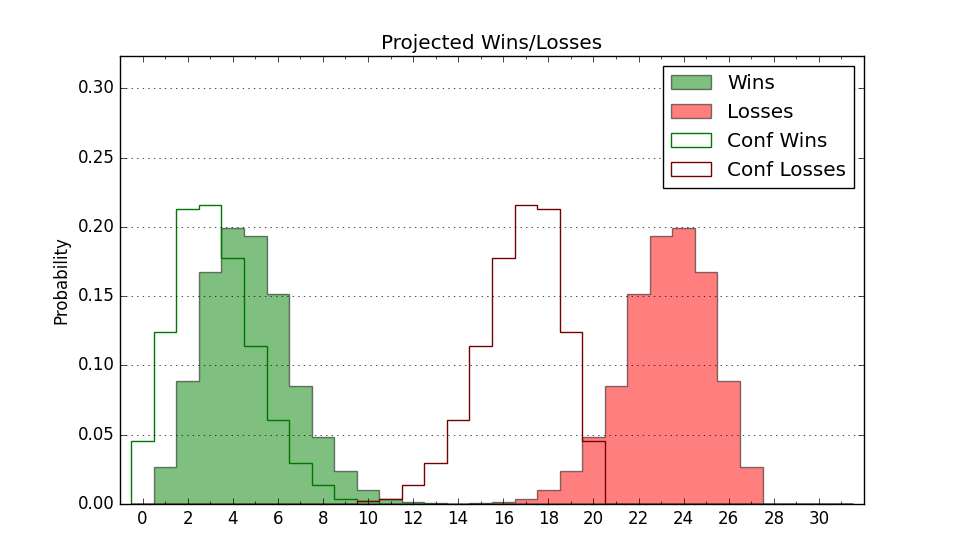 Projected Wins/Losses
Probability
0.30
0.25
0.20
0.15
0.10
0.05
0.00
0 2 4 6 8 10 12 14 16 18 20 22 24 26 28 30
Wins
Losses
Conf Wins
Conf Losses